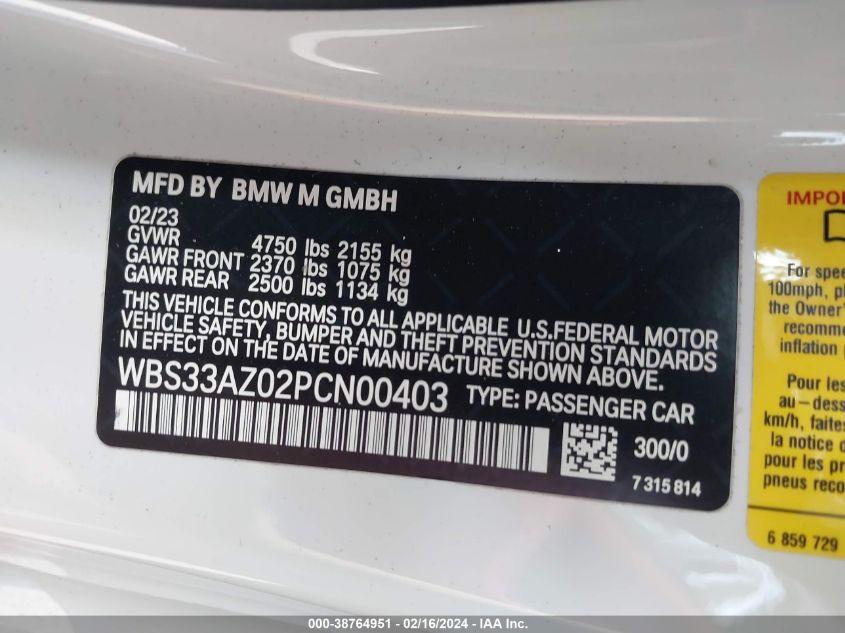 MFD BY BMW M GMBH
02/23
GVWR 4750 lbs 2155 kg
GAWR FRONT 2370 lbs 1075 kg
GAWR REAR 2500 lbs 1134 kg
THIS VEHICLE CONFORMS TO ALL APPLICABLE U.S.FEDERAL MOTOR
VEHICLE SAFETY, BUMPER AND THEFT PREVENTION STANDARDS
IN EFFECT ON THE DATE OF MANUFACTURE SHOWN ABOVE.
WBS33AZ02PCN00403 TYPE: PASSENGER CAR
300/0
7 315 814
For spee
100mph, pl
the Owner'
recomme
inflation
Pour les
au-dess
km/h, faites
la notice d
pour les pr
pneus reco
6 859 729
000-38764951 - 02/16/2024 - IAA Inc.